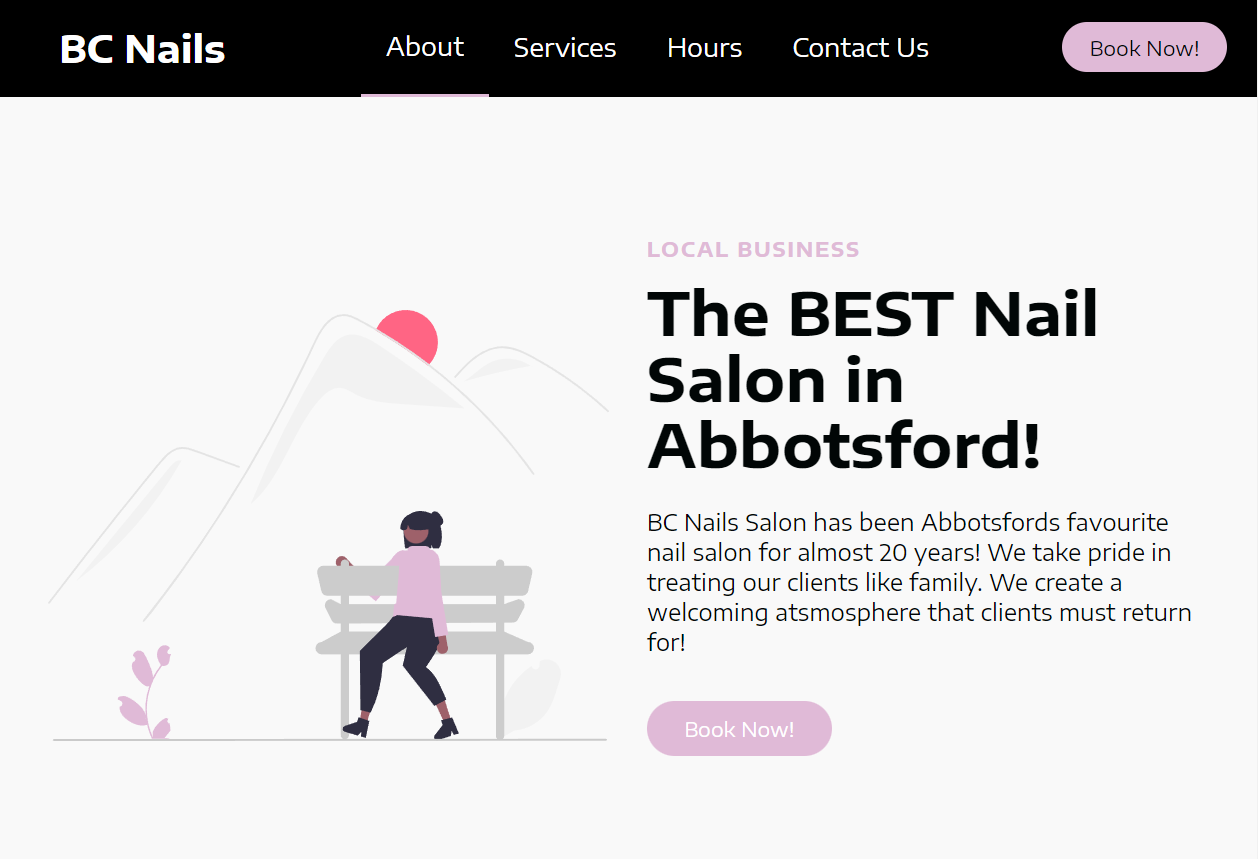 BC Nails
About
Services
Hours
Contact Us
Book Now!
LOCAL BUSINESS
The BEST Nail
Salon in
Abbotsford!
BC Nails Salon has been Abbotsfords favourite
nail salon for almost 20 years! We take pride in
treating our clients like family. We create a
welcoming atsmosphere that clients must return
for!
Book Now!